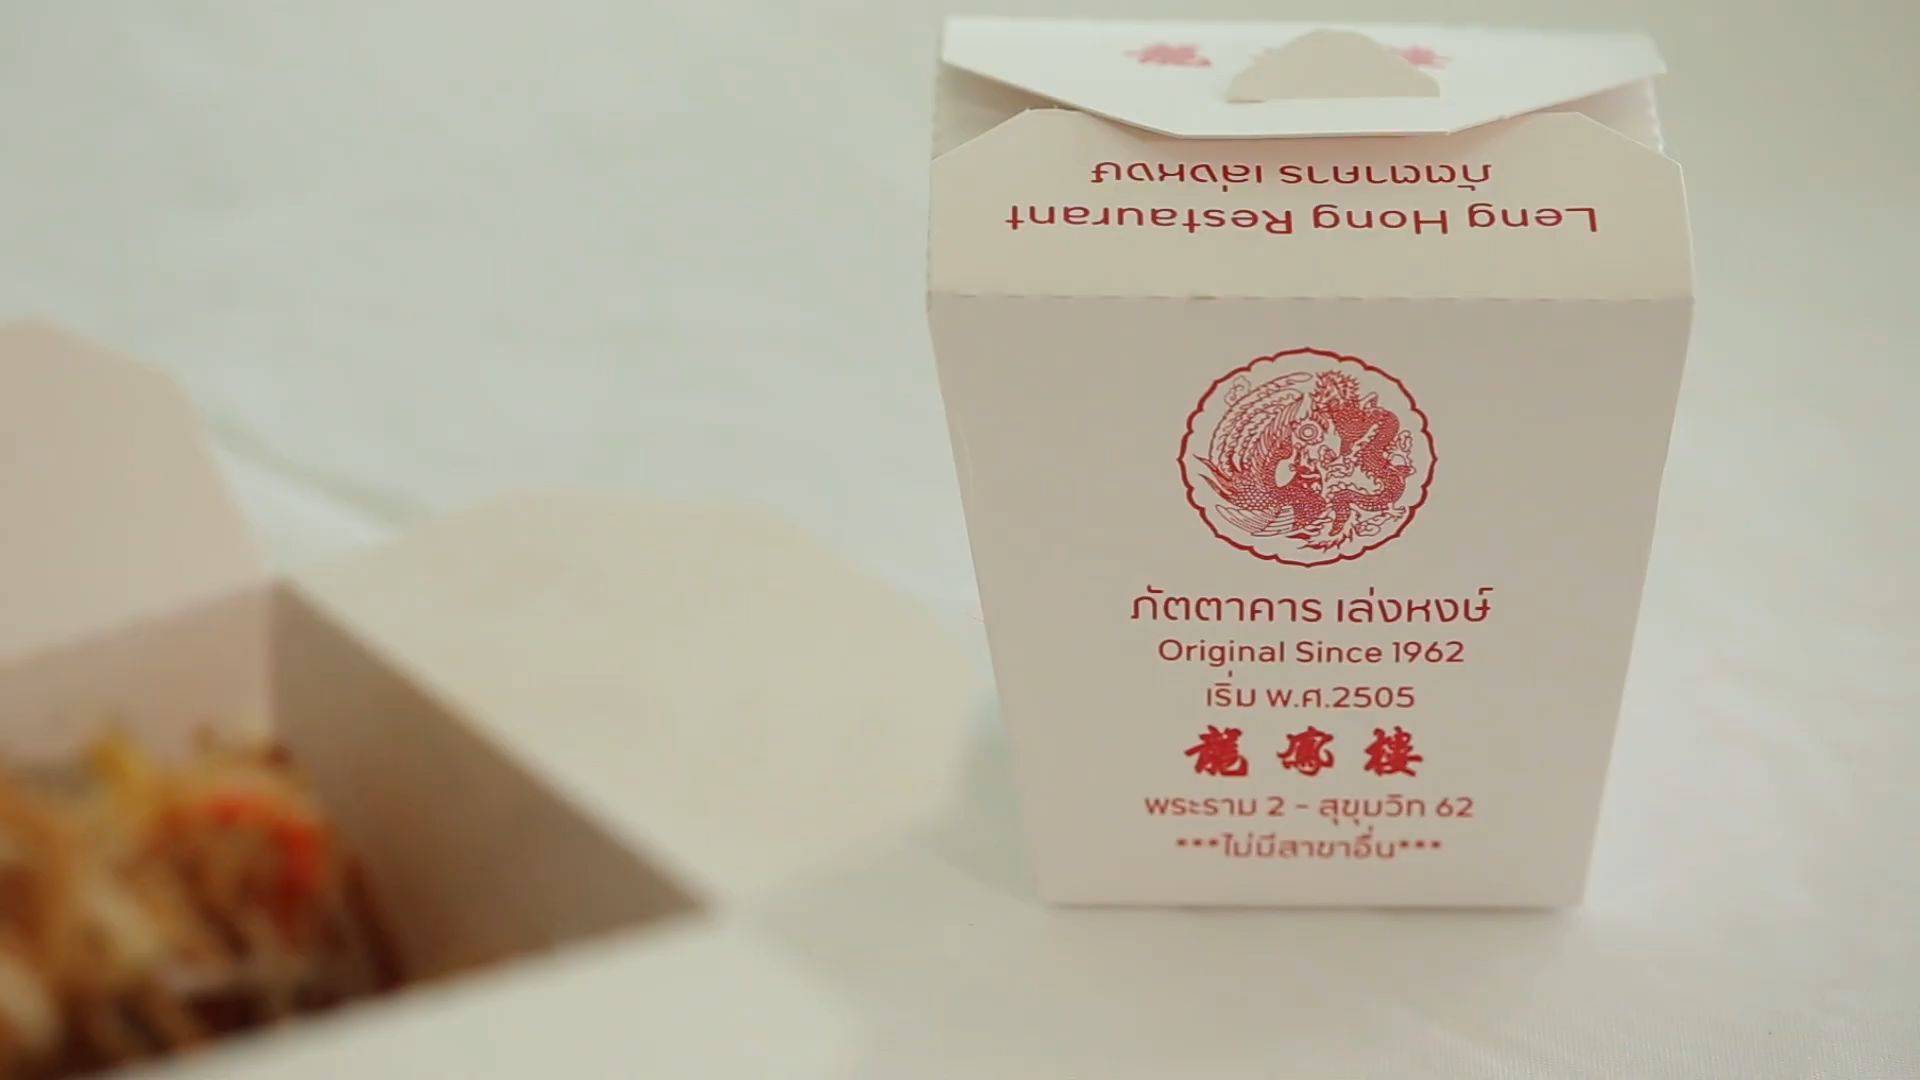 ภัตตาคาร เล่งหงษ์
Leng Hong Restaurant
ภัตตาคาร เล่งหงษ์
Original Since 1962
เริ่ม พ.ศ.2505
龍鳳樓
พระราม 2 - สุขุมวิท 62
***ไม่มีสาขาอื่น***